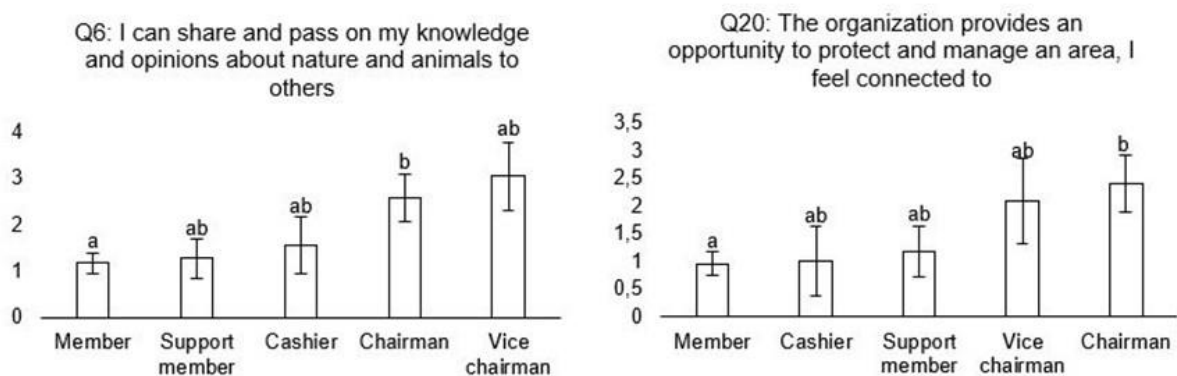 Q6: I can share and pass on my knowledge
and opinions about nature and animals to
others
4
3
2
1
0
a
ab
ab
b
ab
Member
Support
member
Cashier
Chairman
Vice
chairman
Q20: The organization provides an
opportunity to protect and manage an area, I
feel connected to
3,5
3
2,5
2
1,5
1
0,5
0
a
ab
ab
ab
b
Member
Cashier
Support
member
Vice
chairman
Chairman